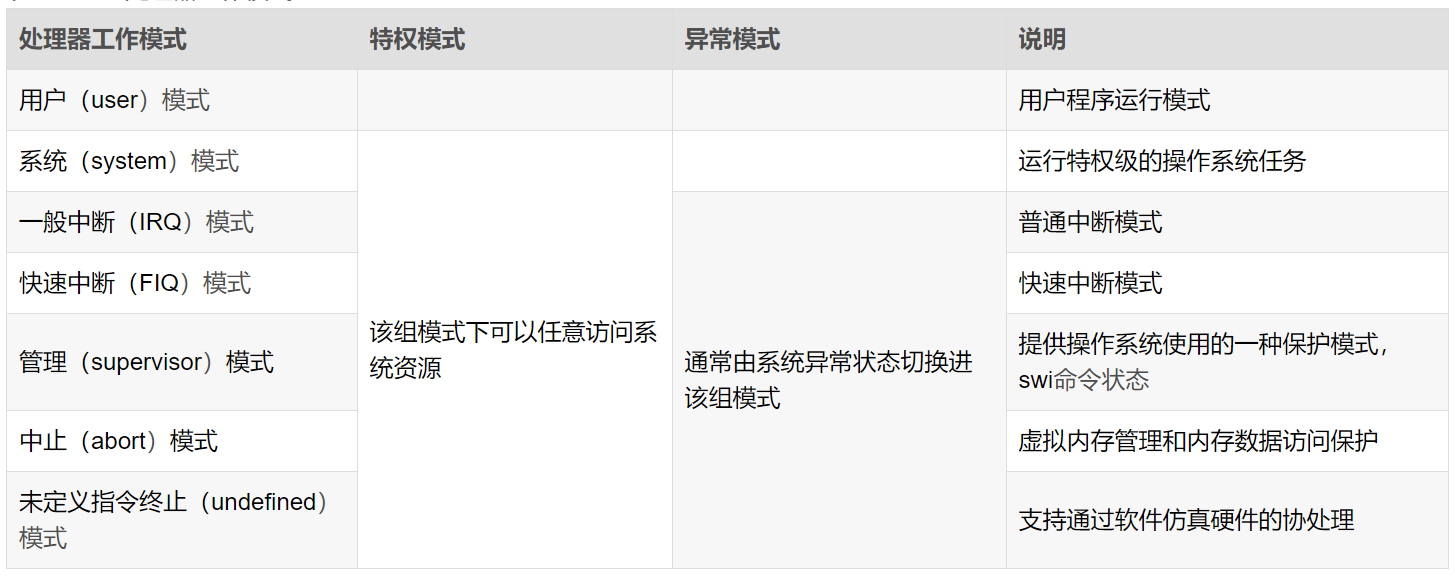 处理器工作模式 特权模式 异常模式 说明
用户（user）模式 用户程序运行模式
系统（system）模式 运行特权级的操作系统任务
一般中断（IRQ）模式 普通中断模式
快速中断（FIQ）模式 快速中断模式
该组模式下可以任意访问系
统资源
管理（supervisor）模式
通常由系统异常状态切换进
该组模式
提供操作系统使用的一种保护模式，
swi命令状态
中止（abort）模式 虚拟内存管理和内存数据访问保护
未定义指令终止（undefined）
模式
支持通过软件仿真硬件的协处理